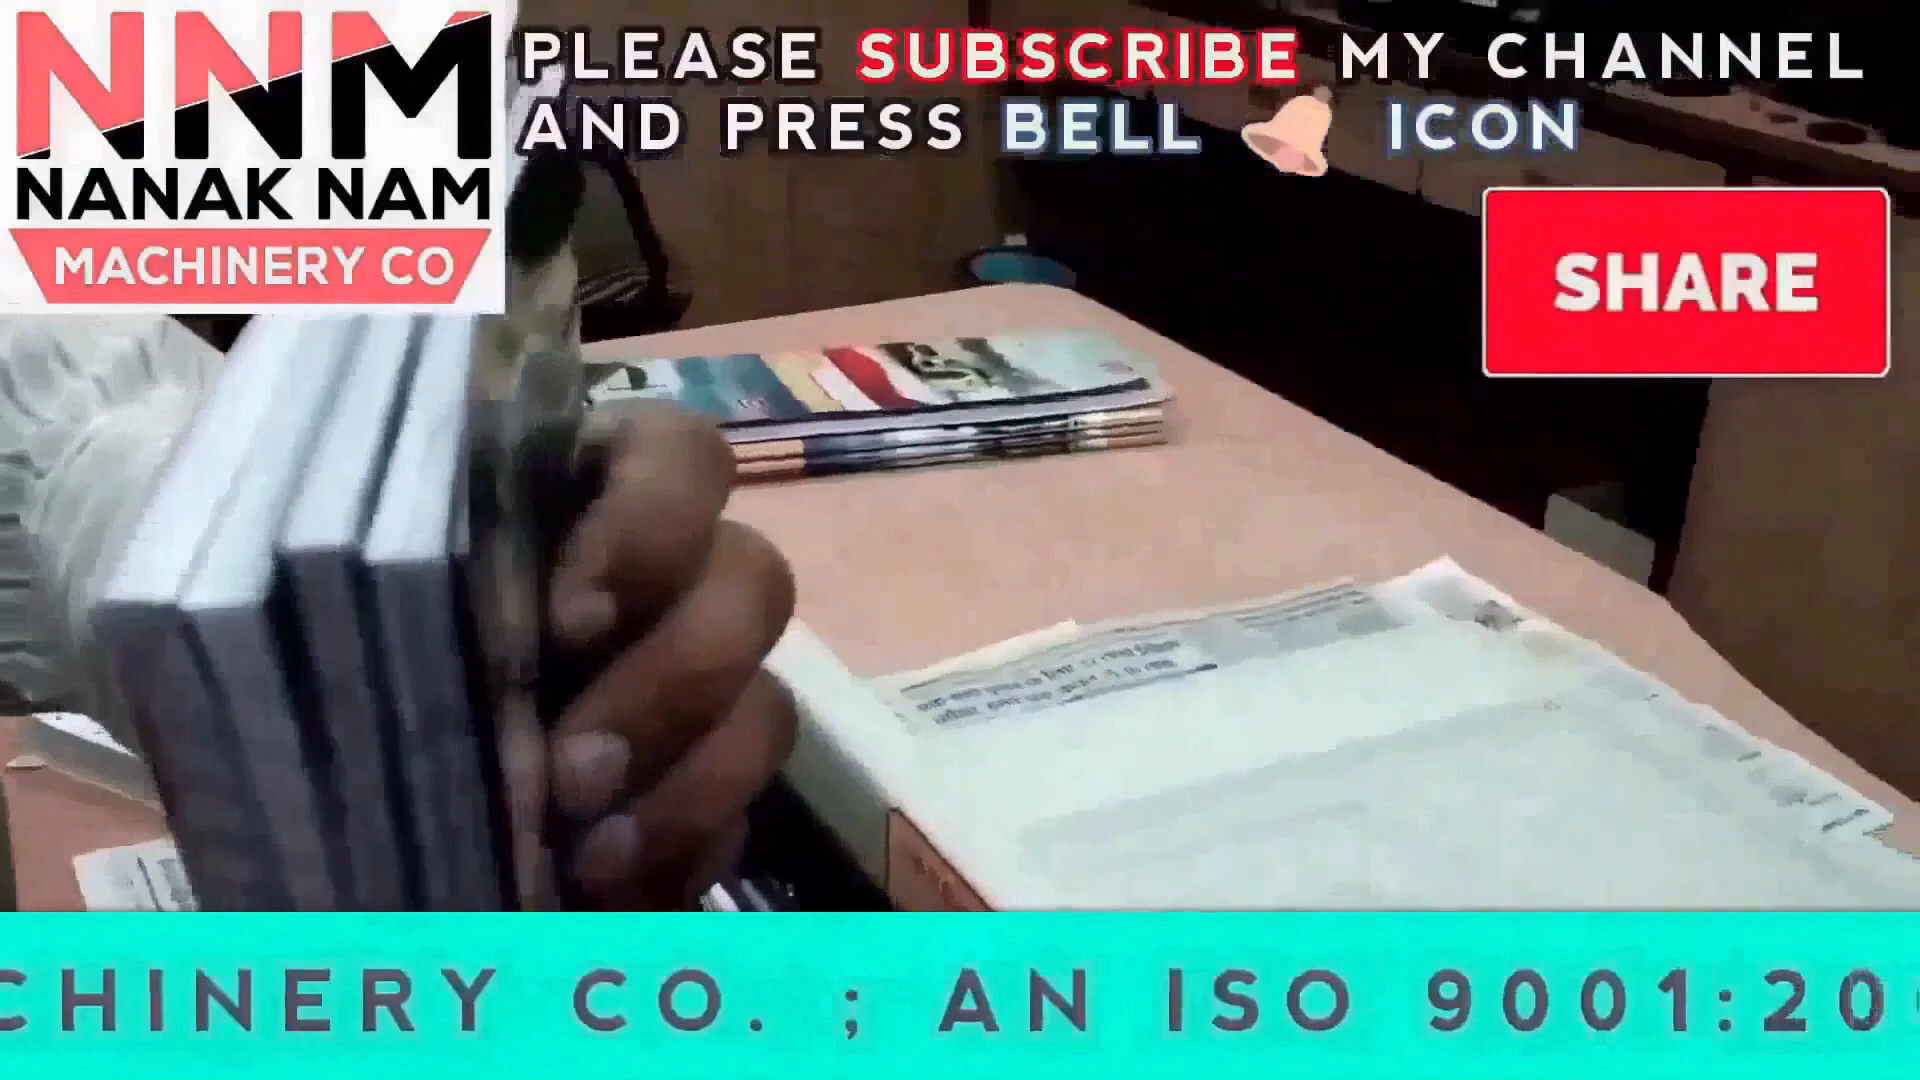 NNM
NANAK NAM
MACHINERY CO
PLEASE SUBSCRIBE MY CHANNEL
AND PRESS BELL ICON
SHARE
CHINERY CO. ; AN ISO 9001:20